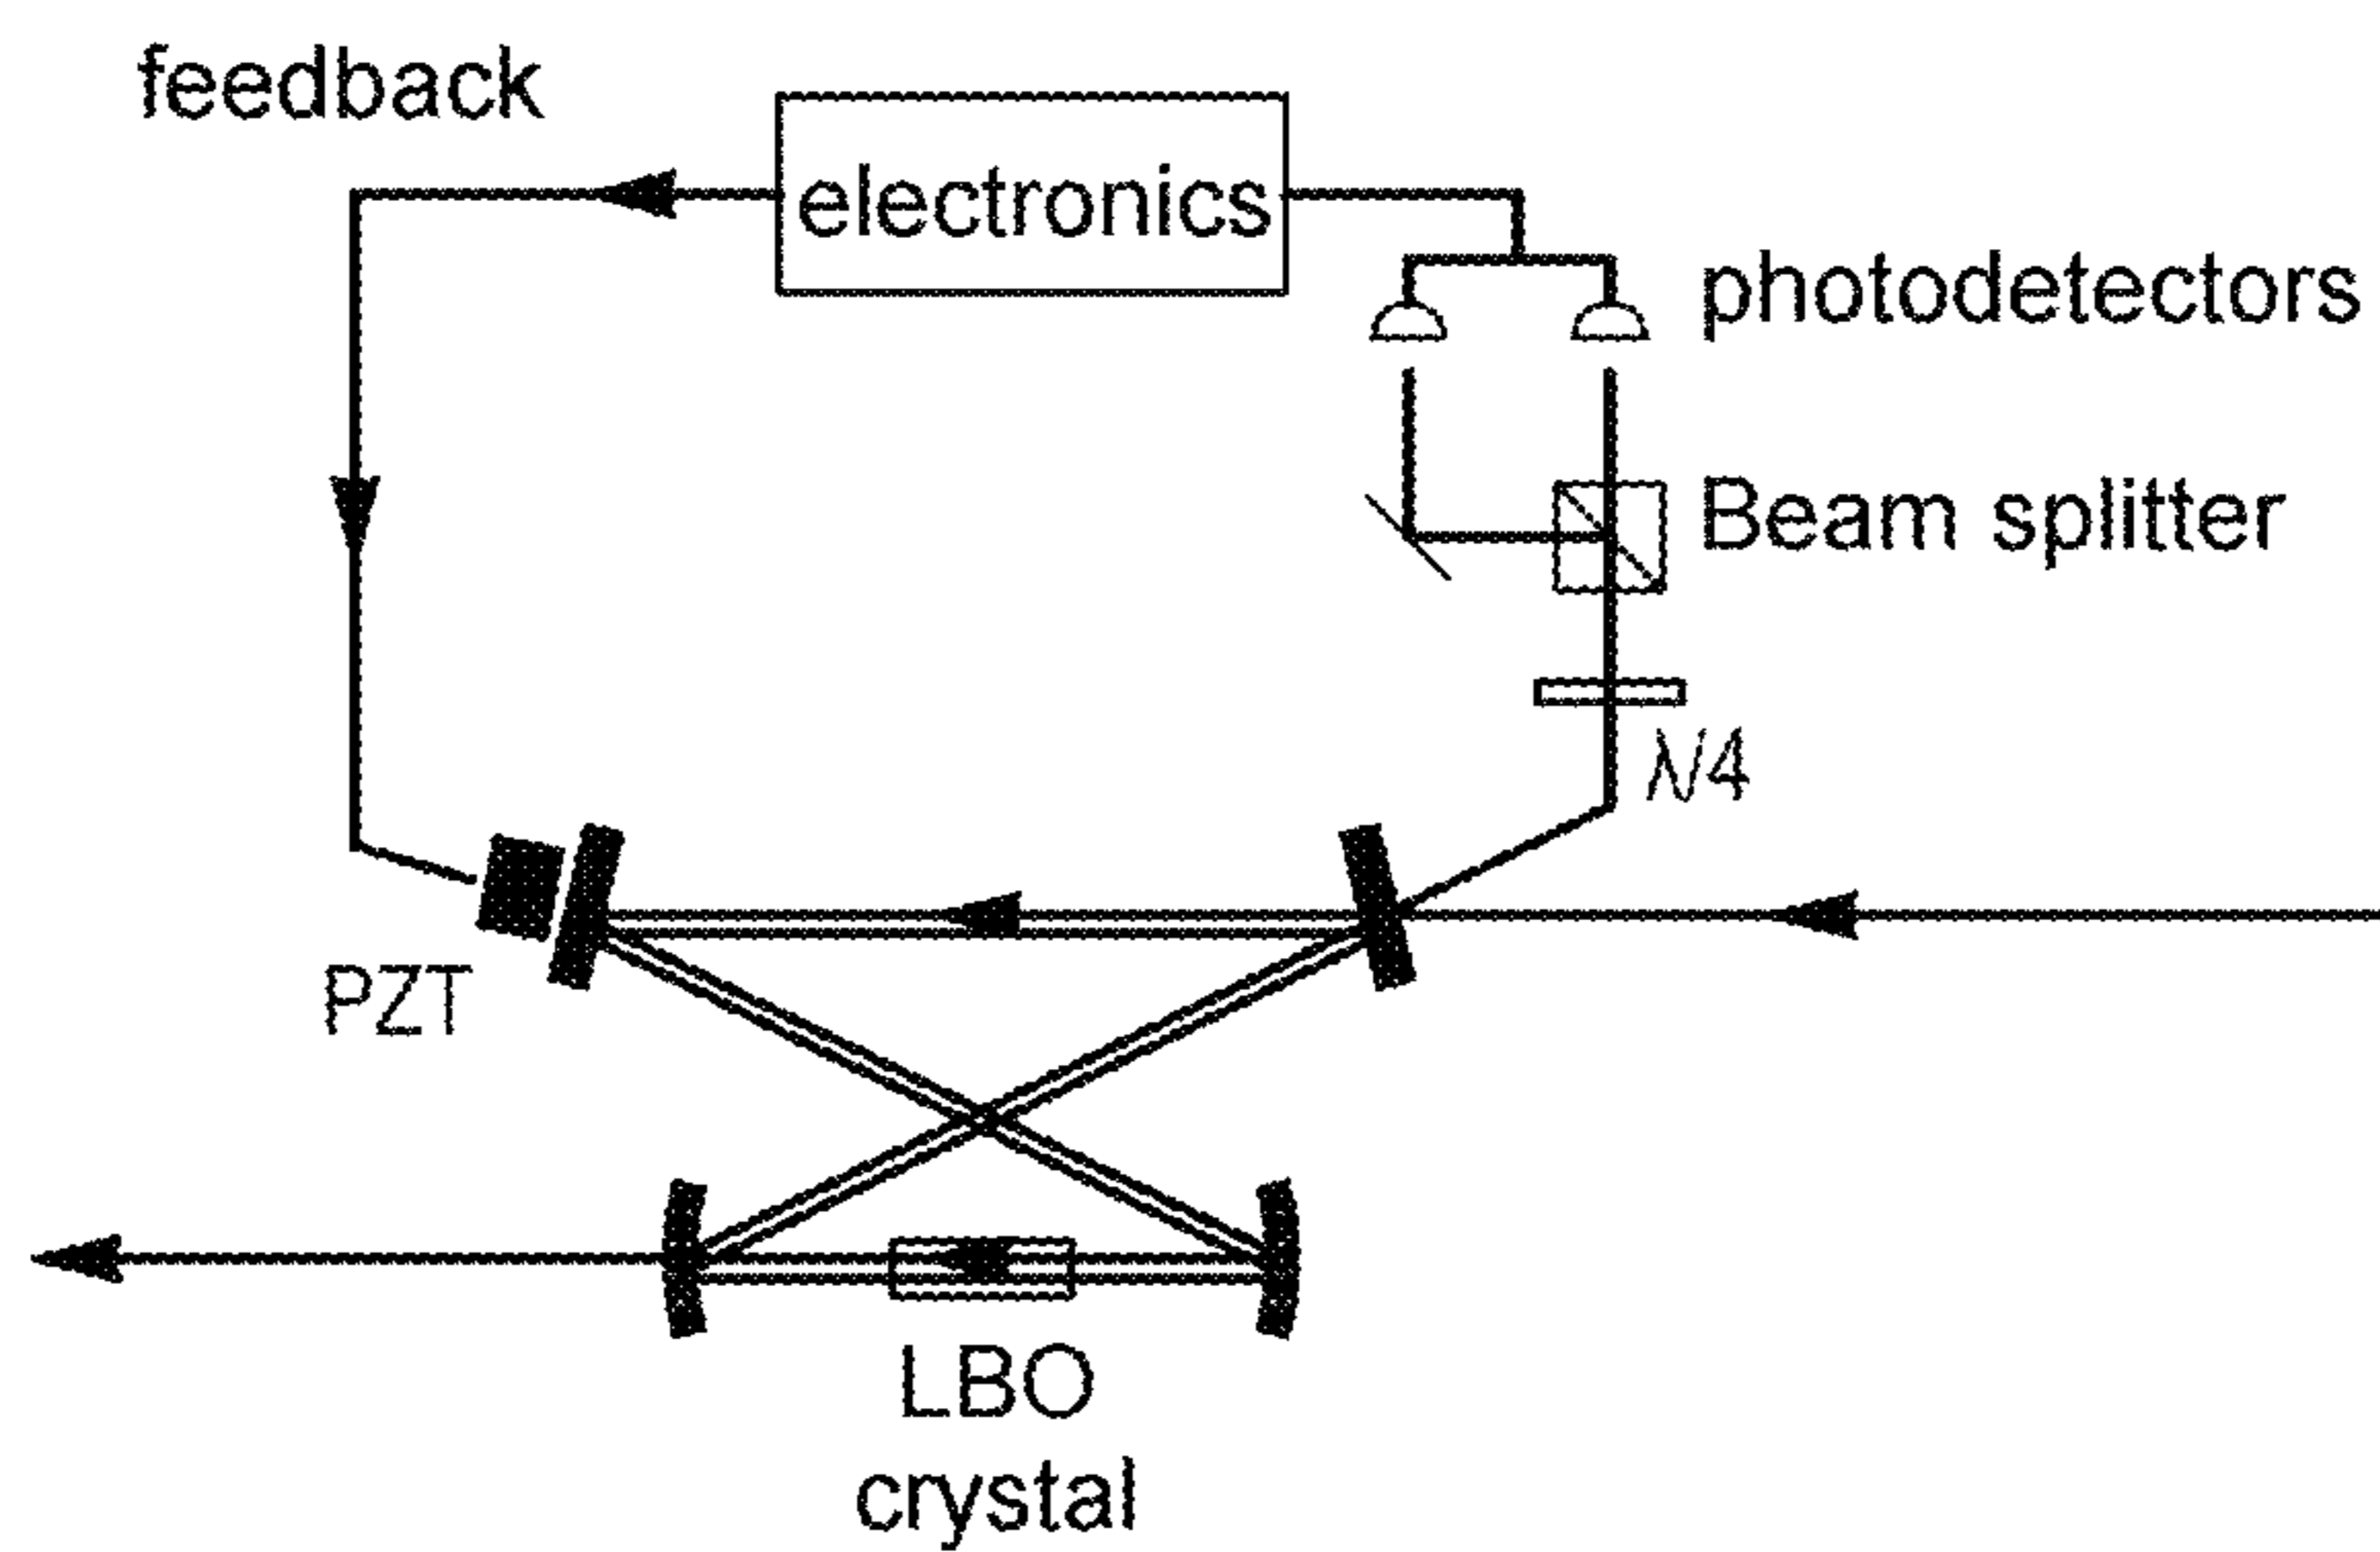 feedback
electronics
photodetectors
Beam splitter
λ/4
PZT
LBO
crystal